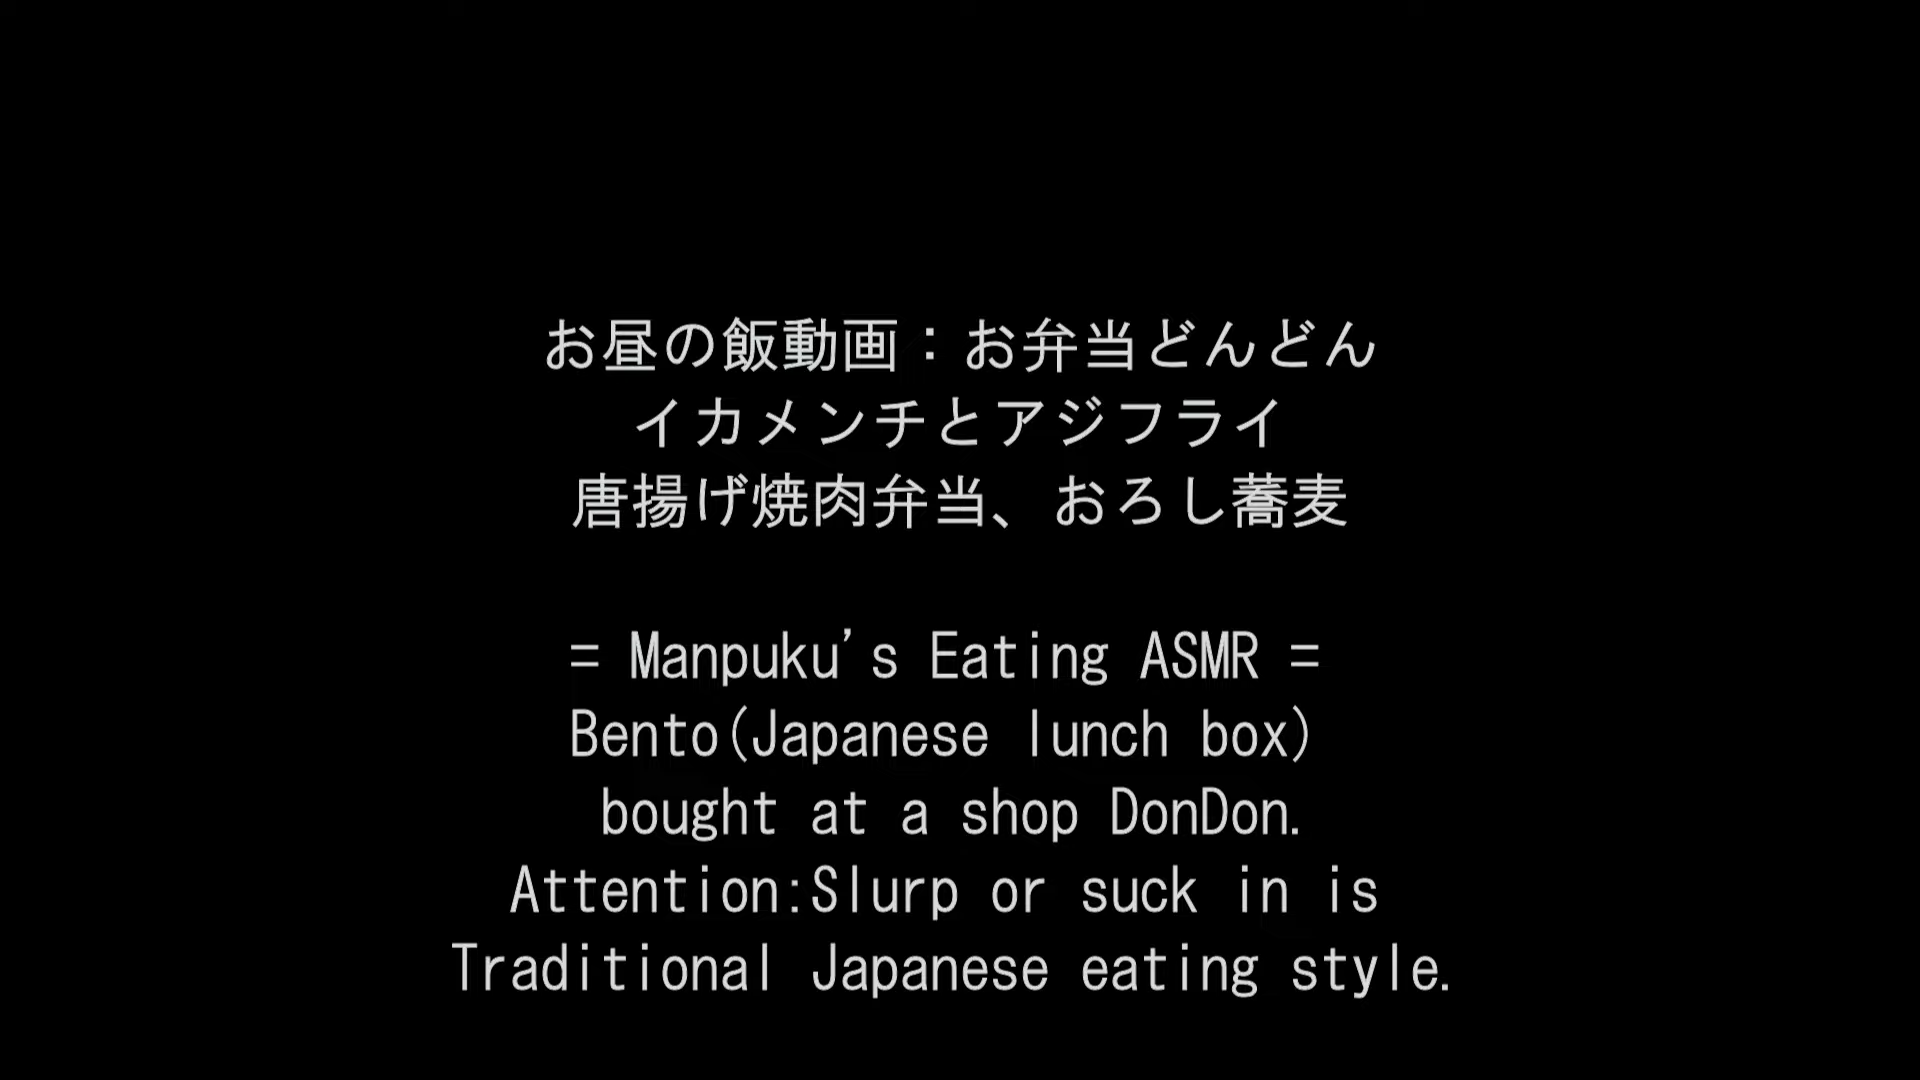 お昼の飯動画：お弁当どんどん
イカメンチとアジフライ
唐揚げ焼肉弁当、おろし蕎麦
= Manpuku's Eating ASMR =
Bento(Japanese lunch box)
bought at a shop DonDon.
Attention:Slurp or suck in is
Traditional Japanese eating style.